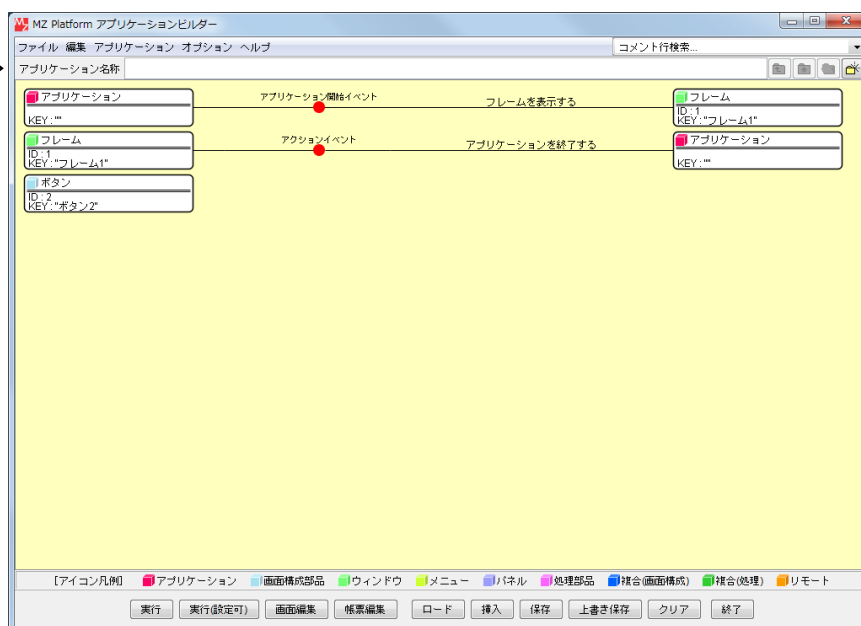 MZ Platform アプリケーションビルダー
ファイル 編集 アプリケーション オプション ヘルプ
コメント行検索...
アプリケーション名称
アプリケーション
KEY:""
アプリケーション開始イベント
フレームを表示する
フレーム
ID:1
KEY:"フレーム1"
フレーム
ID:1
KEY:"フレーム1"
アクションイベント
アプリケーションを終了する
アプリケーション
KEY:""
ボタン
ID:2
KEY:"ボタン2"
[アイコン凡例] アプリケーション 画面構成部品 ウィンドウ メニュー パネル 処理部品 複合(画面構成) 複合(処理) リモート
実行 実行(設定可) 画面編集 帳票編集 ロード 挿入 保存 上書き保存 クリア 終了